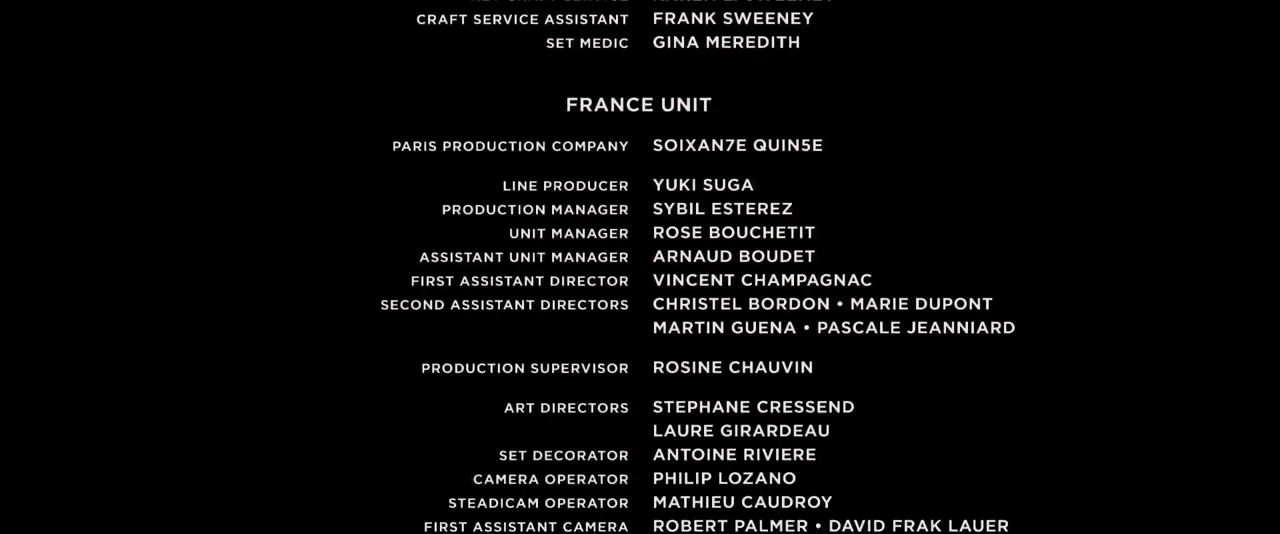 CRAFT SERVICE ASSISTANT FRANK SWEENEY
SET MEDIC GINA MEREDITH
FRANCE UNIT
PARIS PRODUCTION COMPANY SOIXAN7E QUIN5E
LINE PRODUCER YUKI SUGA
PRODUCTION MANAGER SYBIL ESTEREZ
UNIT MANAGER ROSE BOUCHETIT
ASSISTANT UNIT MANAGER ARNAUD BOUDET
FIRST ASSISTANT DIRECTOR VINCENT CHAMPAGNAC
SECOND ASSISTANT DIRECTORS CHRISTEL BORDON • MARIE DUPONT
MARTIN GUENA • PASCALE JEANNIARD
PRODUCTION SUPERVISOR ROSINE CHAUVIN
ART DIRECTORS STEPHANE CRESSEND
LAURE GIRARDEAU
SET DECORATOR ANTOINE RIVIERE
CAMERA OPERATOR PHILIP LOZANO
STEADICAM OPERATOR MATHIEU CAUDROY
FIRST ASSISTANT CAMERA ROBERT PALMER • DAVID FRAK LAUER